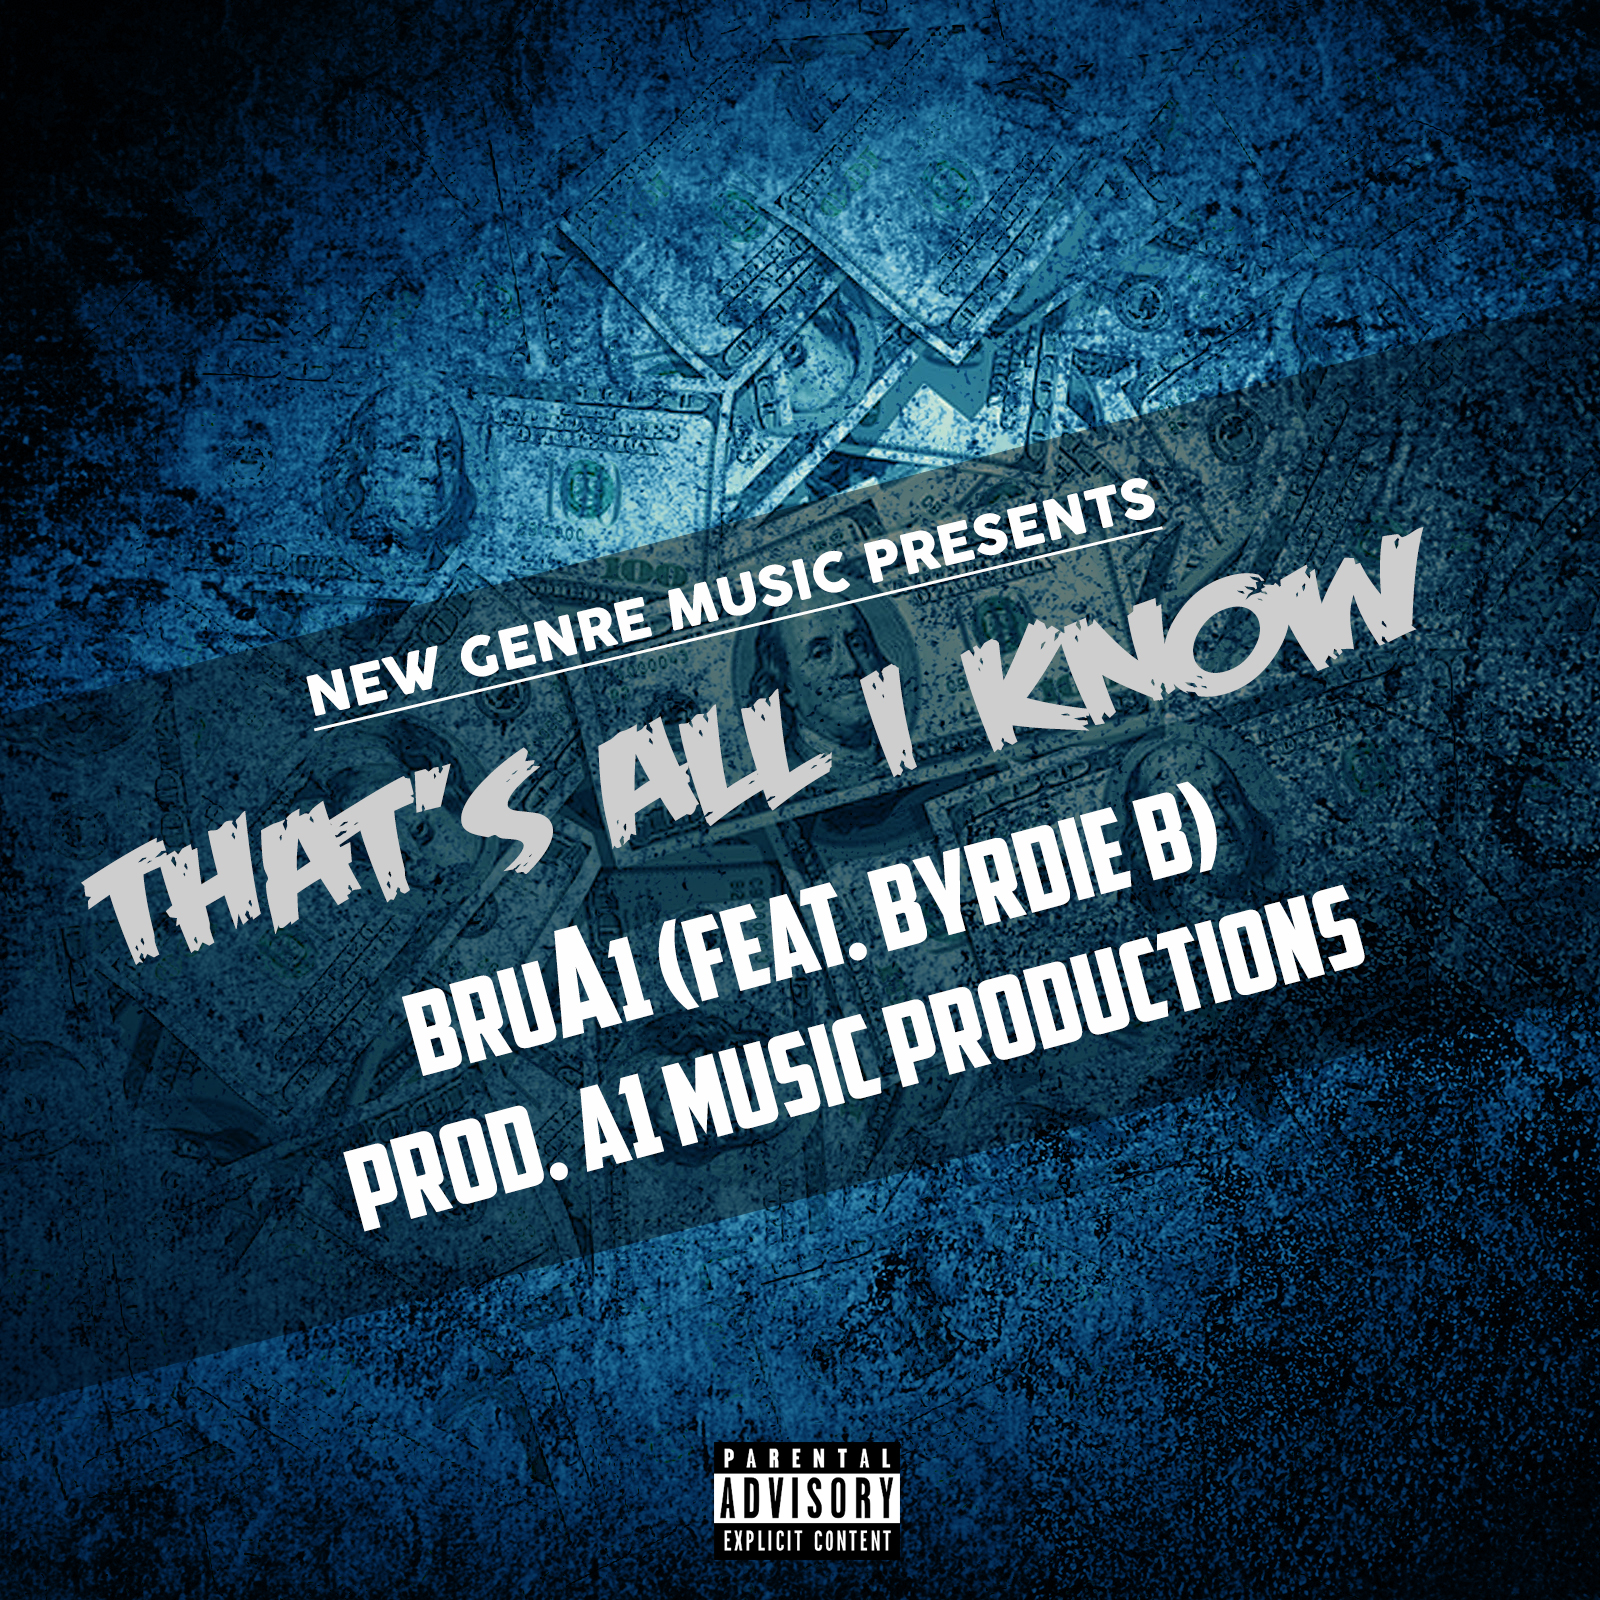 NEW GENRE MUSIC PRESENTS
THAT'S ALL I KNOW
BRUA1 (FEAT. BYRDIE B)
PROD. A1 MUSIC PRODUCTIONS
PARENTAL
ADVISORY
EXPLICIT CONTENT